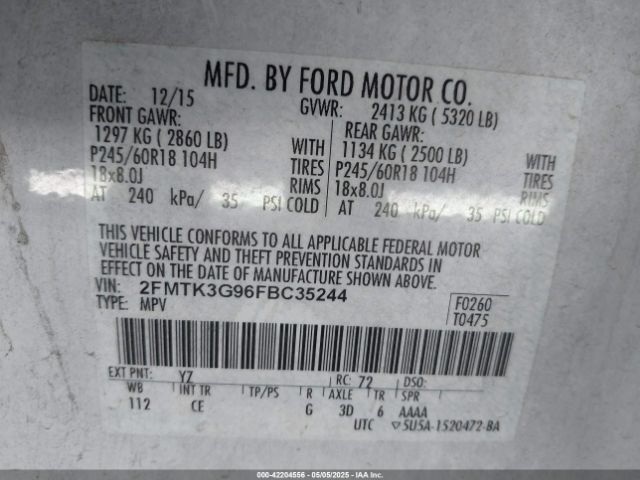 MFD. BY FORD MOTOR CO.
DATE: 12/15 GVWR: 2413 KG ( 5320 LB)
FRONT GAWR: REAR GAWR:
1297 KG ( 2860 LB) WITH 1134 KG ( 2500 LB) WITH
P245/60R18 104H TIRES P245/60R18 104H TIRES
18x8.0J RIMS 18x8.0J RIMS
AT 240 kPa/ 35 PSI COLD AT 240 kPa/ 35 PSI COLD
THIS VEHICLE CONFORMS TO ALL APPLICABLE FEDERAL MOTOR
VEHICLE SAFETY AND THEFT PREVENTION STANDARDS IN
EFFECT ON THE DATE OF MANUFACTURE SHOWN ABOVE.
VIN: 2FMTK3G96FBC35244 F0260
TYPE: MPV T0475
EXT PNT: YZ RC: 72 DSO:
WB INT TR TP/PS R AXLE TR SPR
112 CE G 3D 6 AAAA
UTC ▽5U5A-1520472-BA
000-42204556 05/05/2025 IAAHOLDINGS